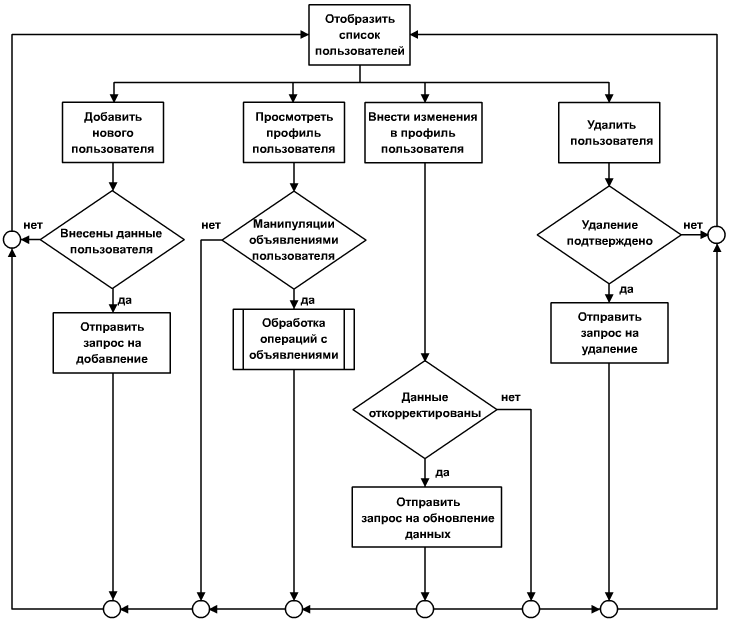 Отобразить
список
пользователей
Добавить
нового
пользователя
Просмотреть
профиль
пользователя
Внести изменения
в профиль
пользователя
Удалить
пользователя
нет
Внесены данные
пользователя
да
нет
Манипуляции
объявлениями
пользователя
да
Удаление
подтверждено
нет
да
Отправить
запрос на
добавление
Обработка
операций с
объявлениями
Отправить
запрос на
удаление
Данные
откорректированы
нет
да
Отправить
запрос на обновление
данных